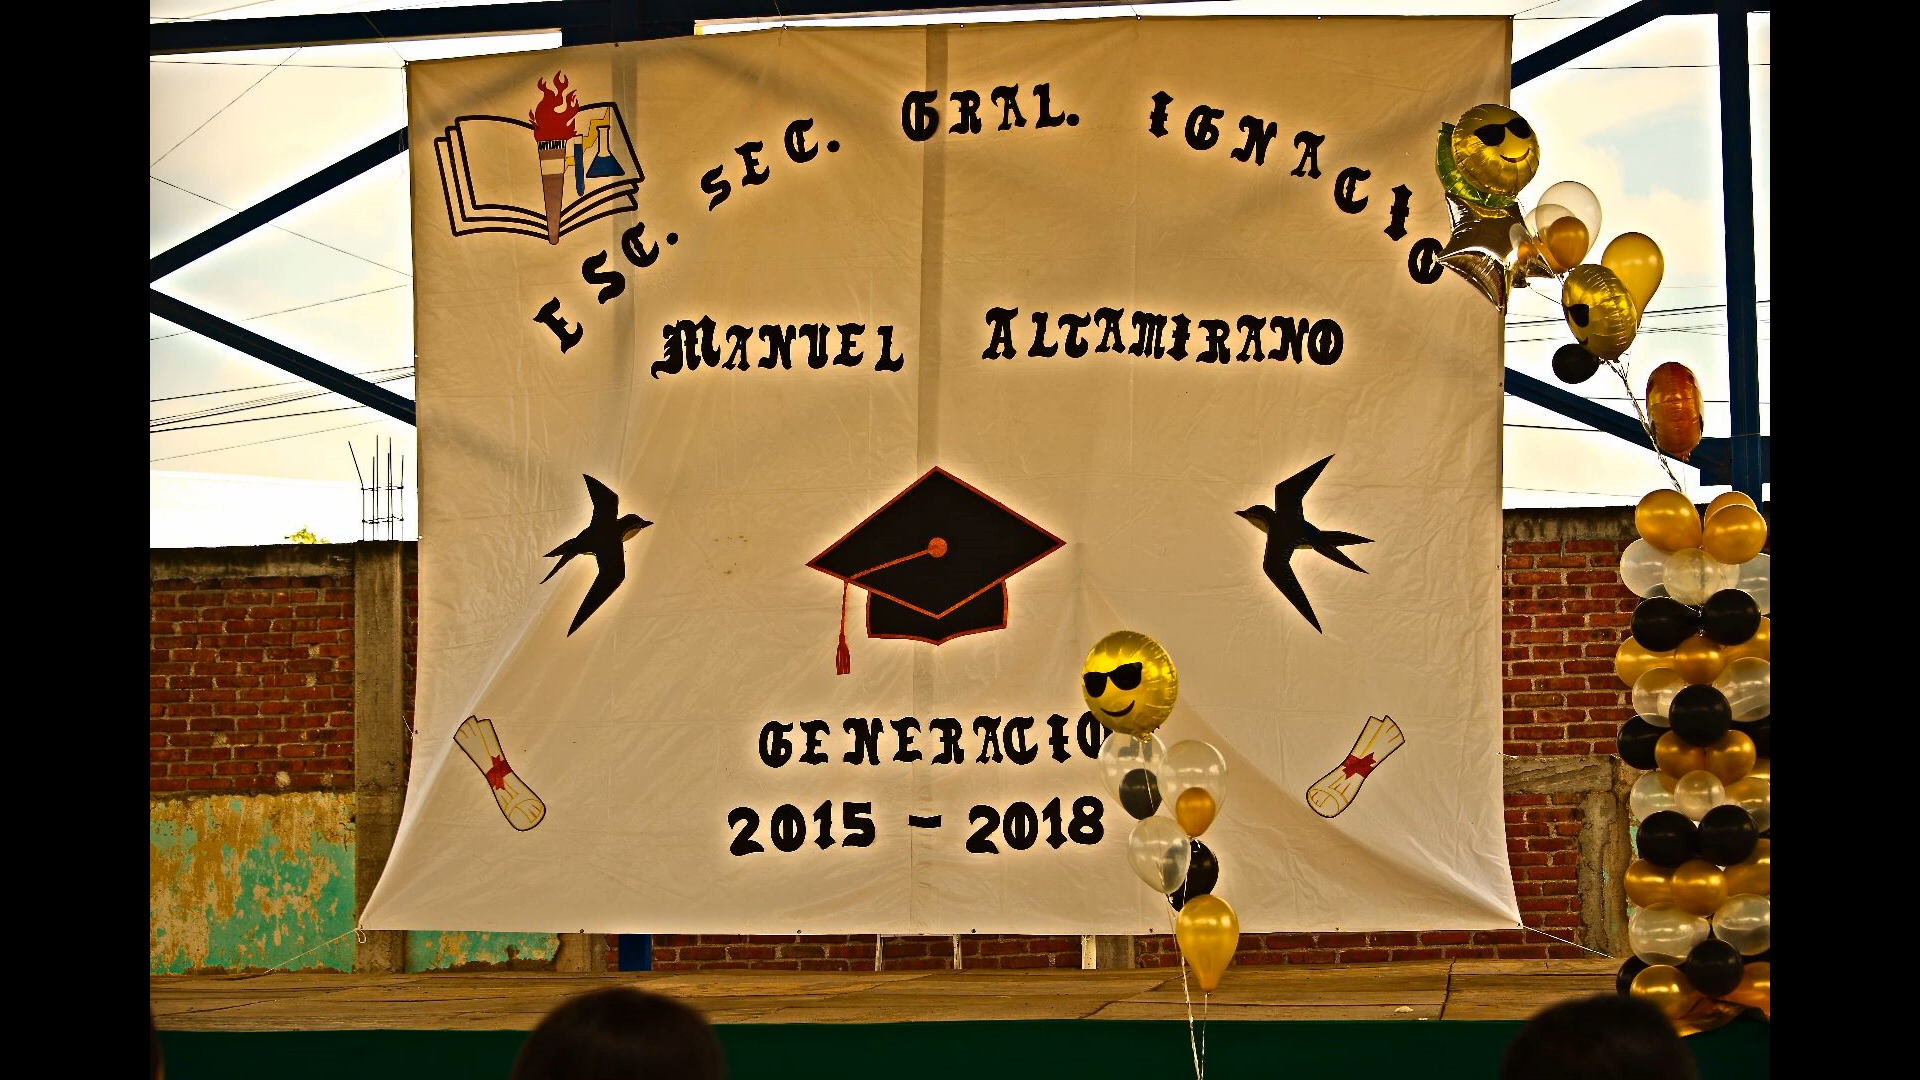 ESC. SEC. GRAL. IGNACIO
MANUEL ALTAMIRANO
GENERACIO
2015 - 2018